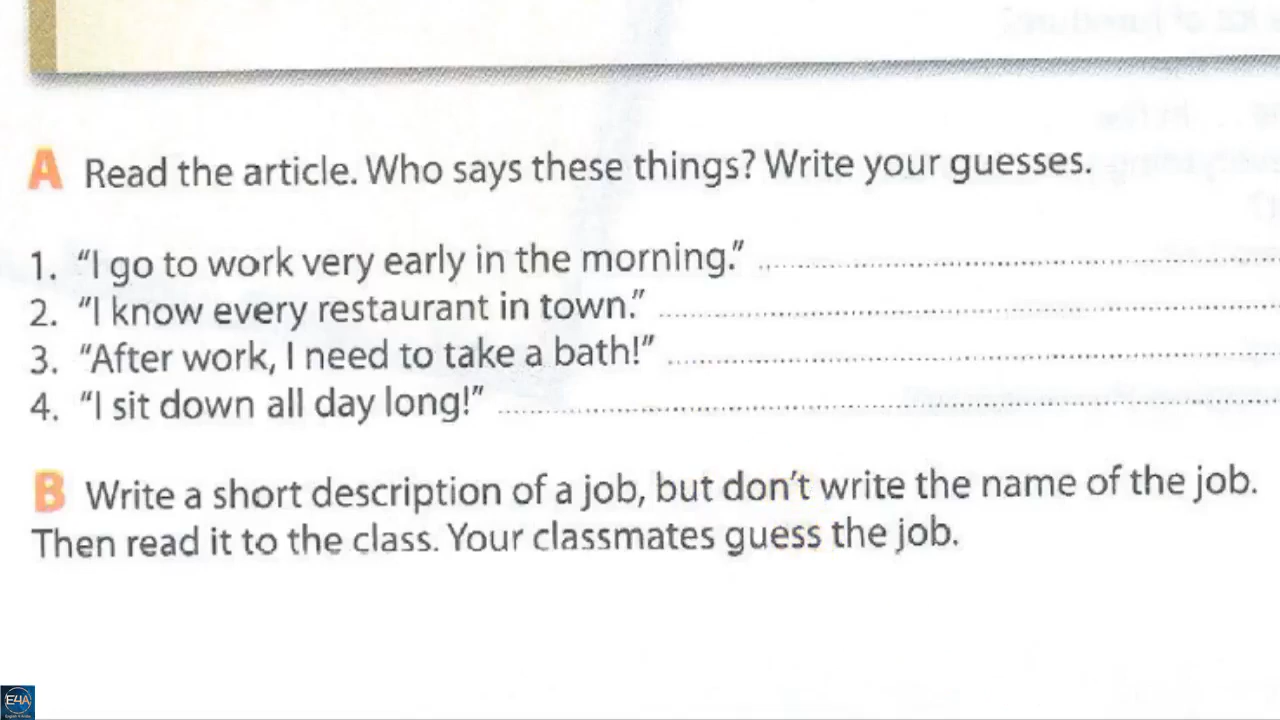 A Read the article. Who says these things? Write your guesses.
1. “I go to work very early in the morning.”
2. “I know every restaurant in town.”
3. “After work, I need to take a bath!”
4. “I sit down all day long!”
B Write a short description of a job, but don’t write the name of the job.
Then read it to the class. Your classmates guess the job.
E4A